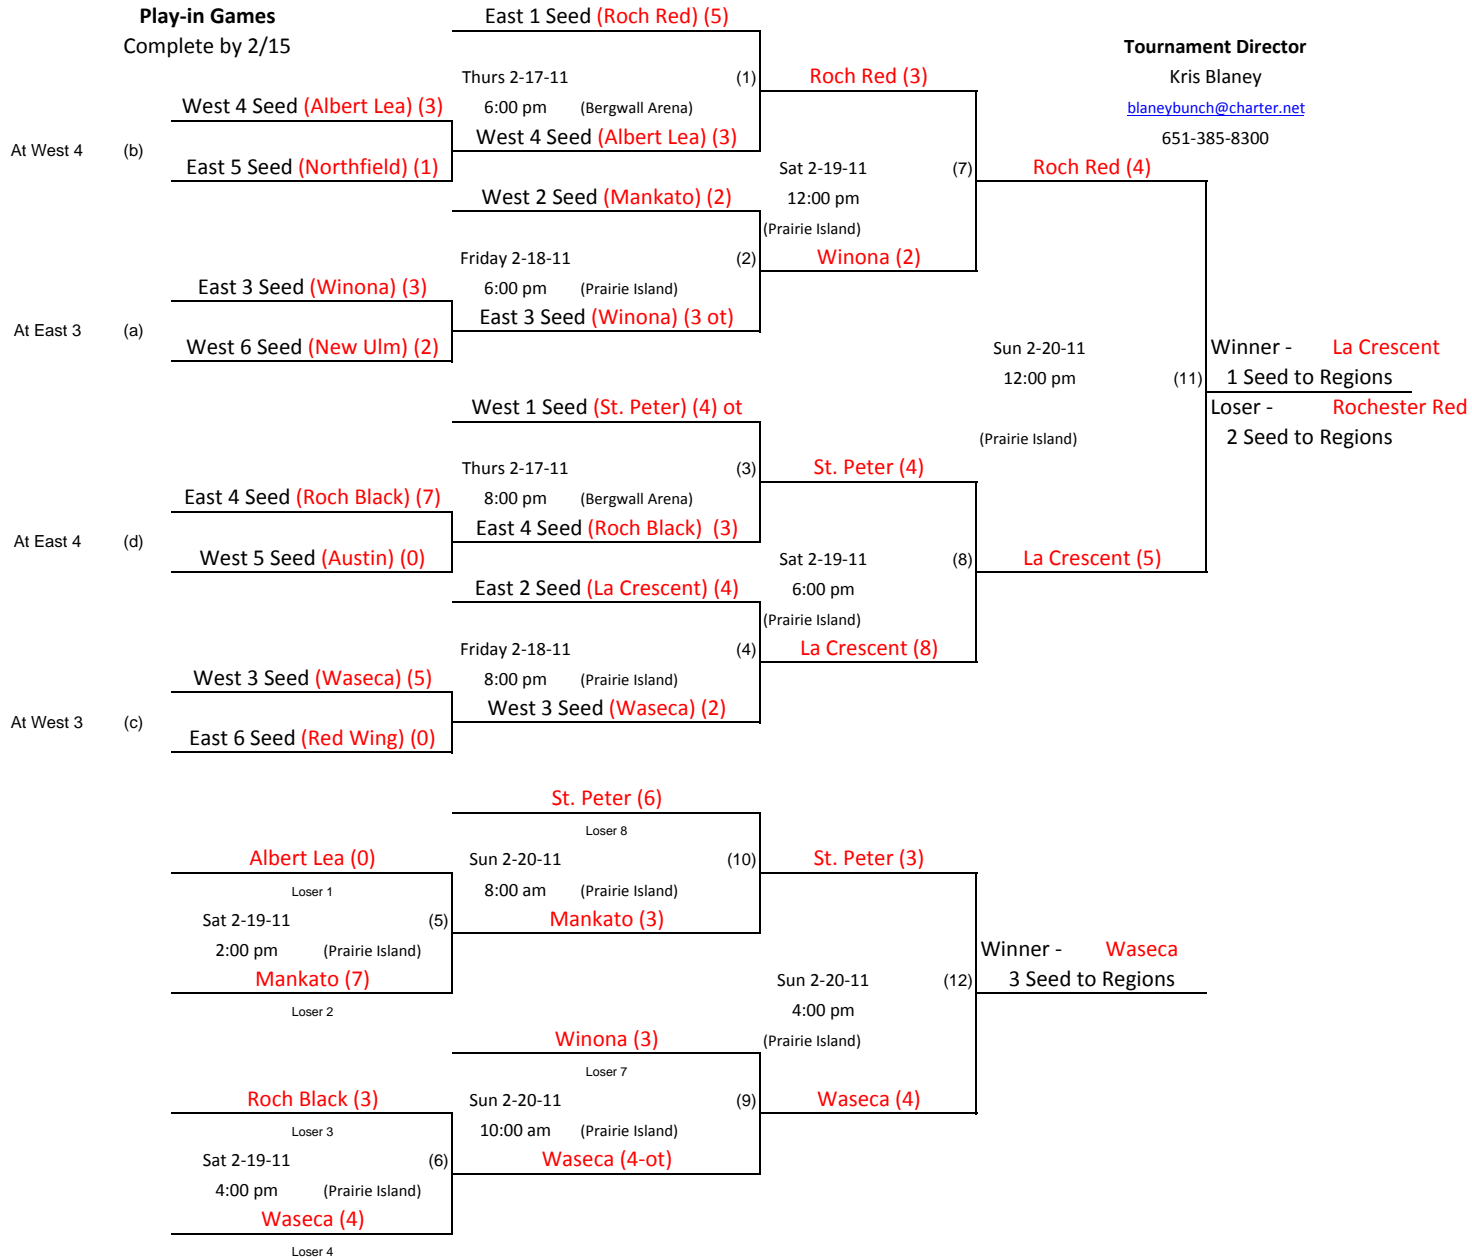 Play-in Games
Complete by 2/15
East 1 Seed (Roch Red) (5)
Tournament Director
Kris Blaney
blaneybunch@charter.net
651-385-8300
Thurs 2-17-11 (1)
6:00 pm (Bergwall Arena)
Roch Red (3)
West 4 Seed (Albert Lea) (3)
West 4 Seed (Albert Lea) (3)
At West 4 (b)
East 5 Seed (Northfield) (1)
Sat 2-19-11 (7)
12:00 pm
(Prairie Island)
Roch Red (4)
West 2 Seed (Mankato) (2)
Friday 2-18-11 (2)
6:00 pm (Prairie Island)
Winona (2)
East 3 Seed (Winona) (3)
East 3 Seed (Winona) (3 ot)
At East 3 (a)
West 6 Seed (New Ulm) (2)
Sun 2-20-11
12:00 pm (11)
(Prairie Island)
Winner - La Crescent
1 Seed to Regions
Loser - Rochester Red
2 Seed to Regions
West 1 Seed (St. Peter) (4) ot
Thurs 2-17-11 (3)
8:00 pm (Bergwall Arena)
St. Peter (4)
East 4 Seed (Roch Black) (7)
East 4 Seed (Roch Black) (3)
At East 4 (d)
West 5 Seed (Austin) (0)
Sat 2-19-11 (8)
6:00 pm
(Prairie Island)
La Crescent (5)
East 2 Seed (La Crescent) (4)
Friday 2-18-11 (4)
8:00 pm (Prairie Island)
La Crescent (8)
West 3 Seed (Waseca) (5)
West 3 Seed (Waseca) (2)
At West 3 (c)
East 6 Seed (Red Wing) (0)
St. Peter (6)
Loser 8
Albert Lea (0)
Loser 1
Sun 2-20-11 (10)
8:00 am (Prairie Island)
St. Peter (3)
Sat 2-19-11 (5)
2:00 pm (Prairie Island)
Mankato (3)
Mankato (7)
Loser 2
Sun 2-20-11 (12)
4:00 pm
(Prairie Island)
Winner - Waseca
3 Seed to Regions
Winona (3)
Loser 7
Roch Black (3)
Loser 3
Sun 2-20-11 (9)
10:00 am (Prairie Island)
Waseca (4)
Sat 2-19-11 (6)
4:00 pm (Prairie Island)
Waseca (4-ot)
Waseca (4)
Loser 4